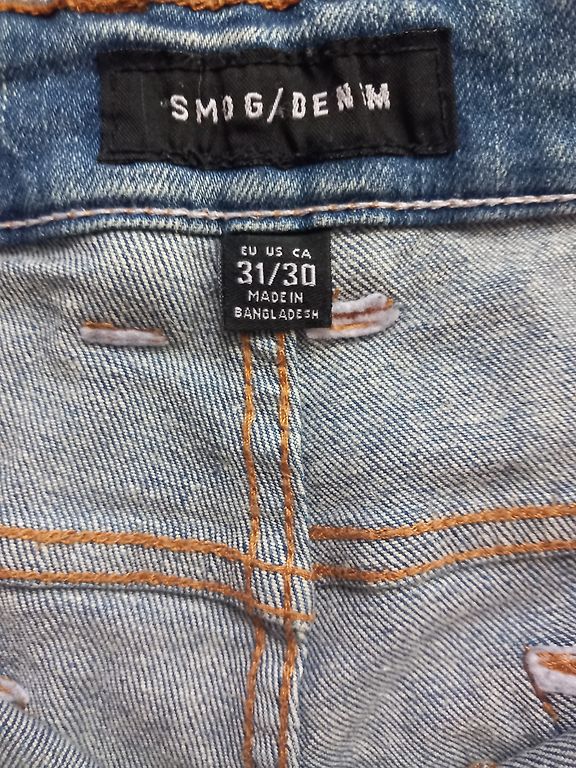 SMOG/DENIM
EU US CA
31/30
MADE IN
BANGLADESH